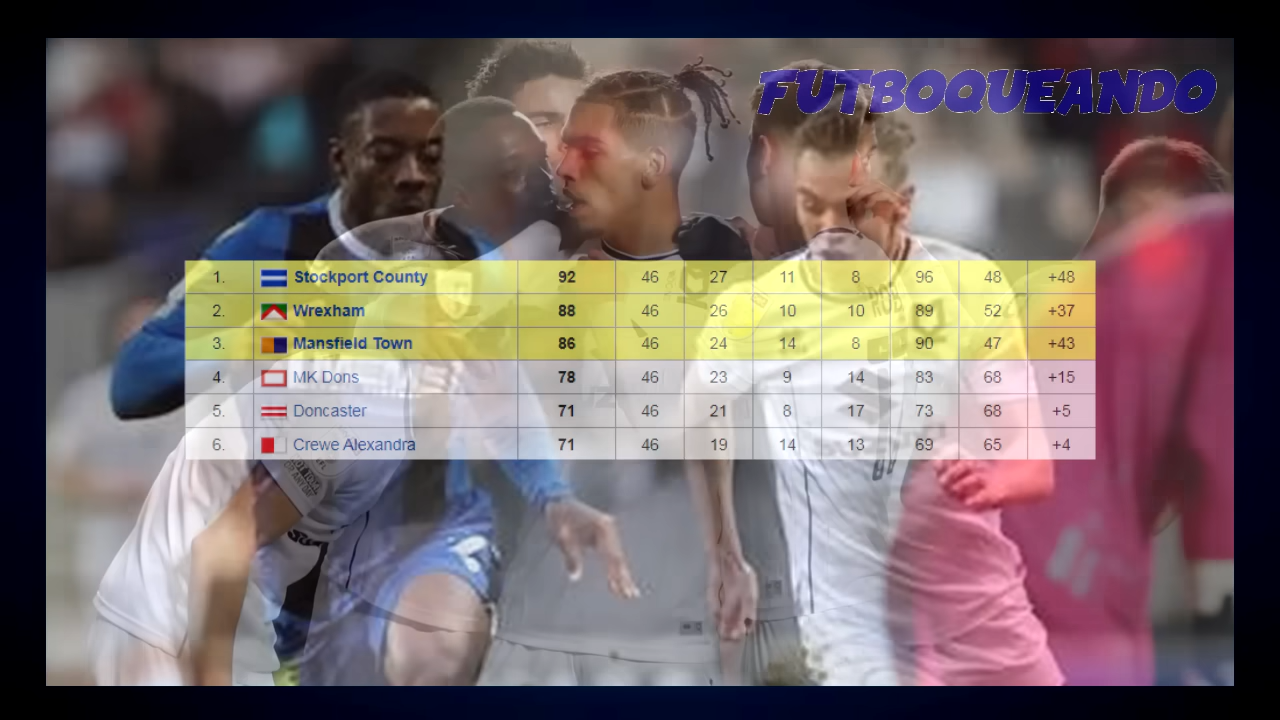 FUTBOQUEANDO
1. Stockport County 92 46 27 11 8 96 48 +48
2. Wrexham 88 46 26 10 10 89 52 +37
3. Mansfield Town 86 46 24 14 8 90 47 +43
4. MK Dons 78 46 23 9 14 83 68 +15
5. Doncaster 71 46 21 8 17 73 68 +5
6. Crewe Alexandra 71 46 19 14 13 69 65 +4